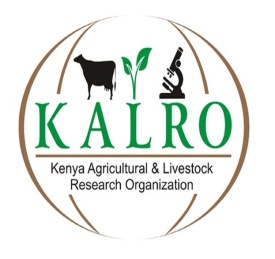 KALRO
Kenya Agricultural & Livestock
Research Organization